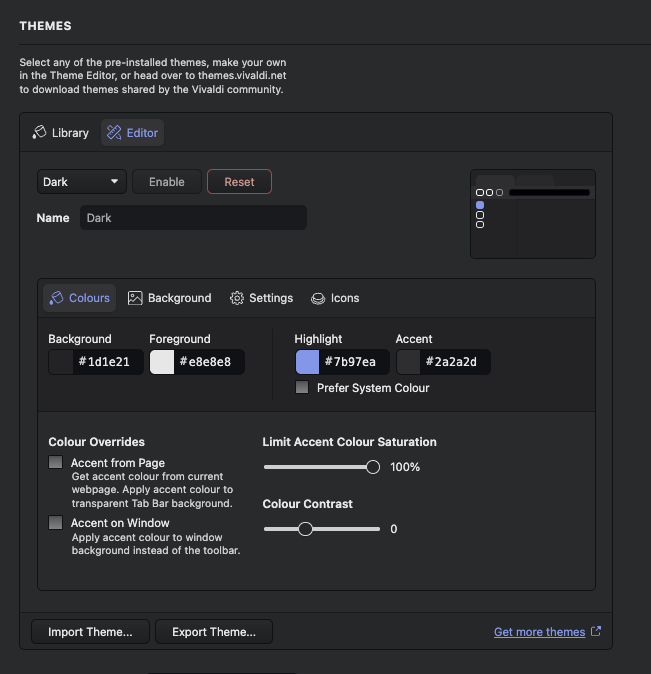 THEMES
Select any of the pre-installed themes, make your own
in the Theme Editor, or head over to themes.vivaldi.net
to download themes shared by the Vivaldi community.
Library Editor
Dark Enable Reset
Name Dark
Colours Background Settings Icons
Background Foreground Highlight Accent
#1d1e21 #e8e8e8 #7b97ea #2a2a2d
Prefer System Colour
Colour Overrides
Accent from Page
Get accent colour from current
webpage. Apply accent colour to
transparent Tab Bar background.
Accent on Window
Apply accent colour to window
background instead of the toolbar.
Limit Accent Colour Saturation
100%
Colour Contrast
0
Import Theme... Export Theme... Get more themes